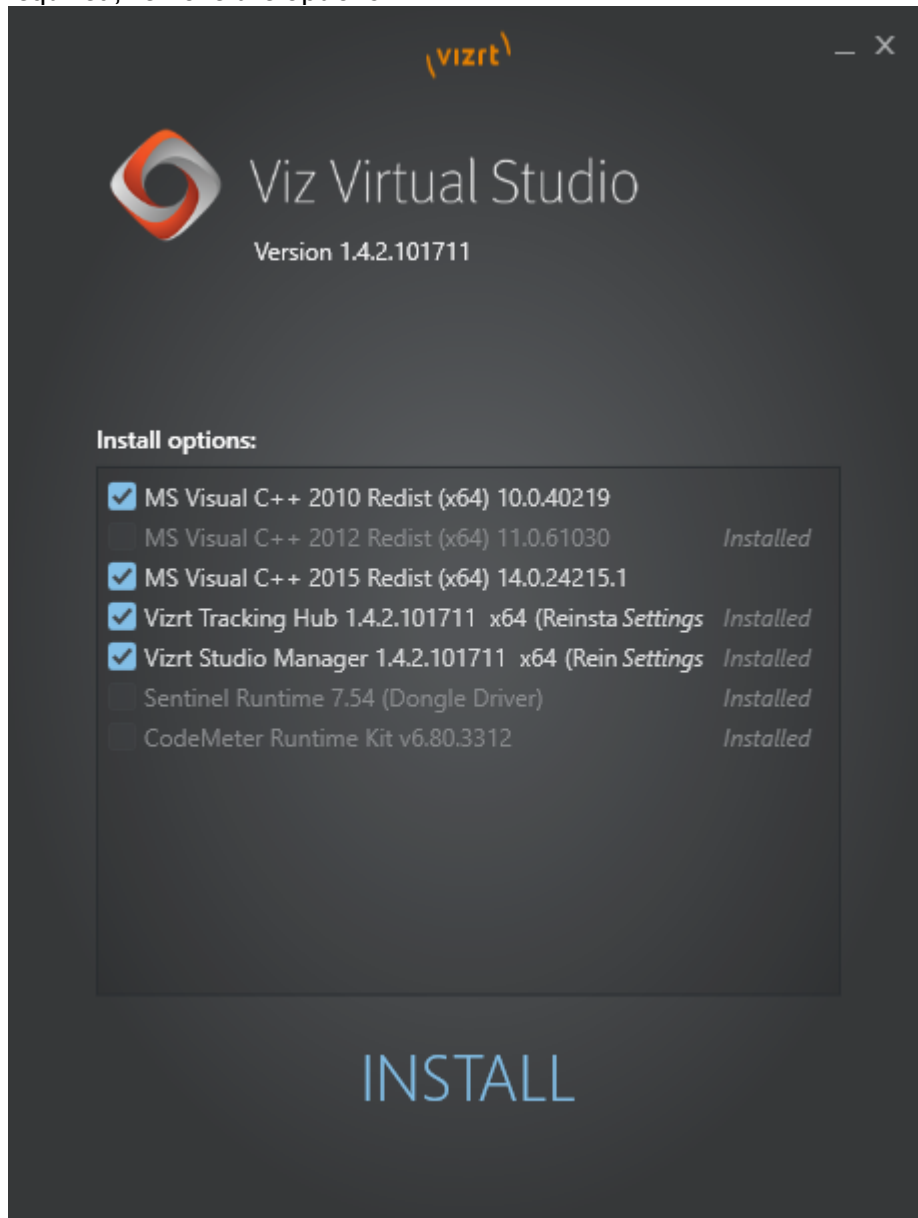 vizrt
Viz Virtual Studio
Version 1.4.2.101711
Install options:
MS Visual C++ 2010 Redist (x64) 10.0.40219
MS Visual C++ 2012 Redist (x64) 11.0.61030 Installed
MS Visual C++ 2015 Redist (x64) 14.0.24215.1
Vizrt Tracking Hub 1.4.2.101711 x64 (Reinsta Settings Installed
Vizrt Studio Manager 1.4.2.101711 x64 (Rein Settings Installed
Sentinel Runtime 7.54 (Dongle Driver) Installed
CodeMeter Runtime Kit v6.80.3312 Installed
INSTALL